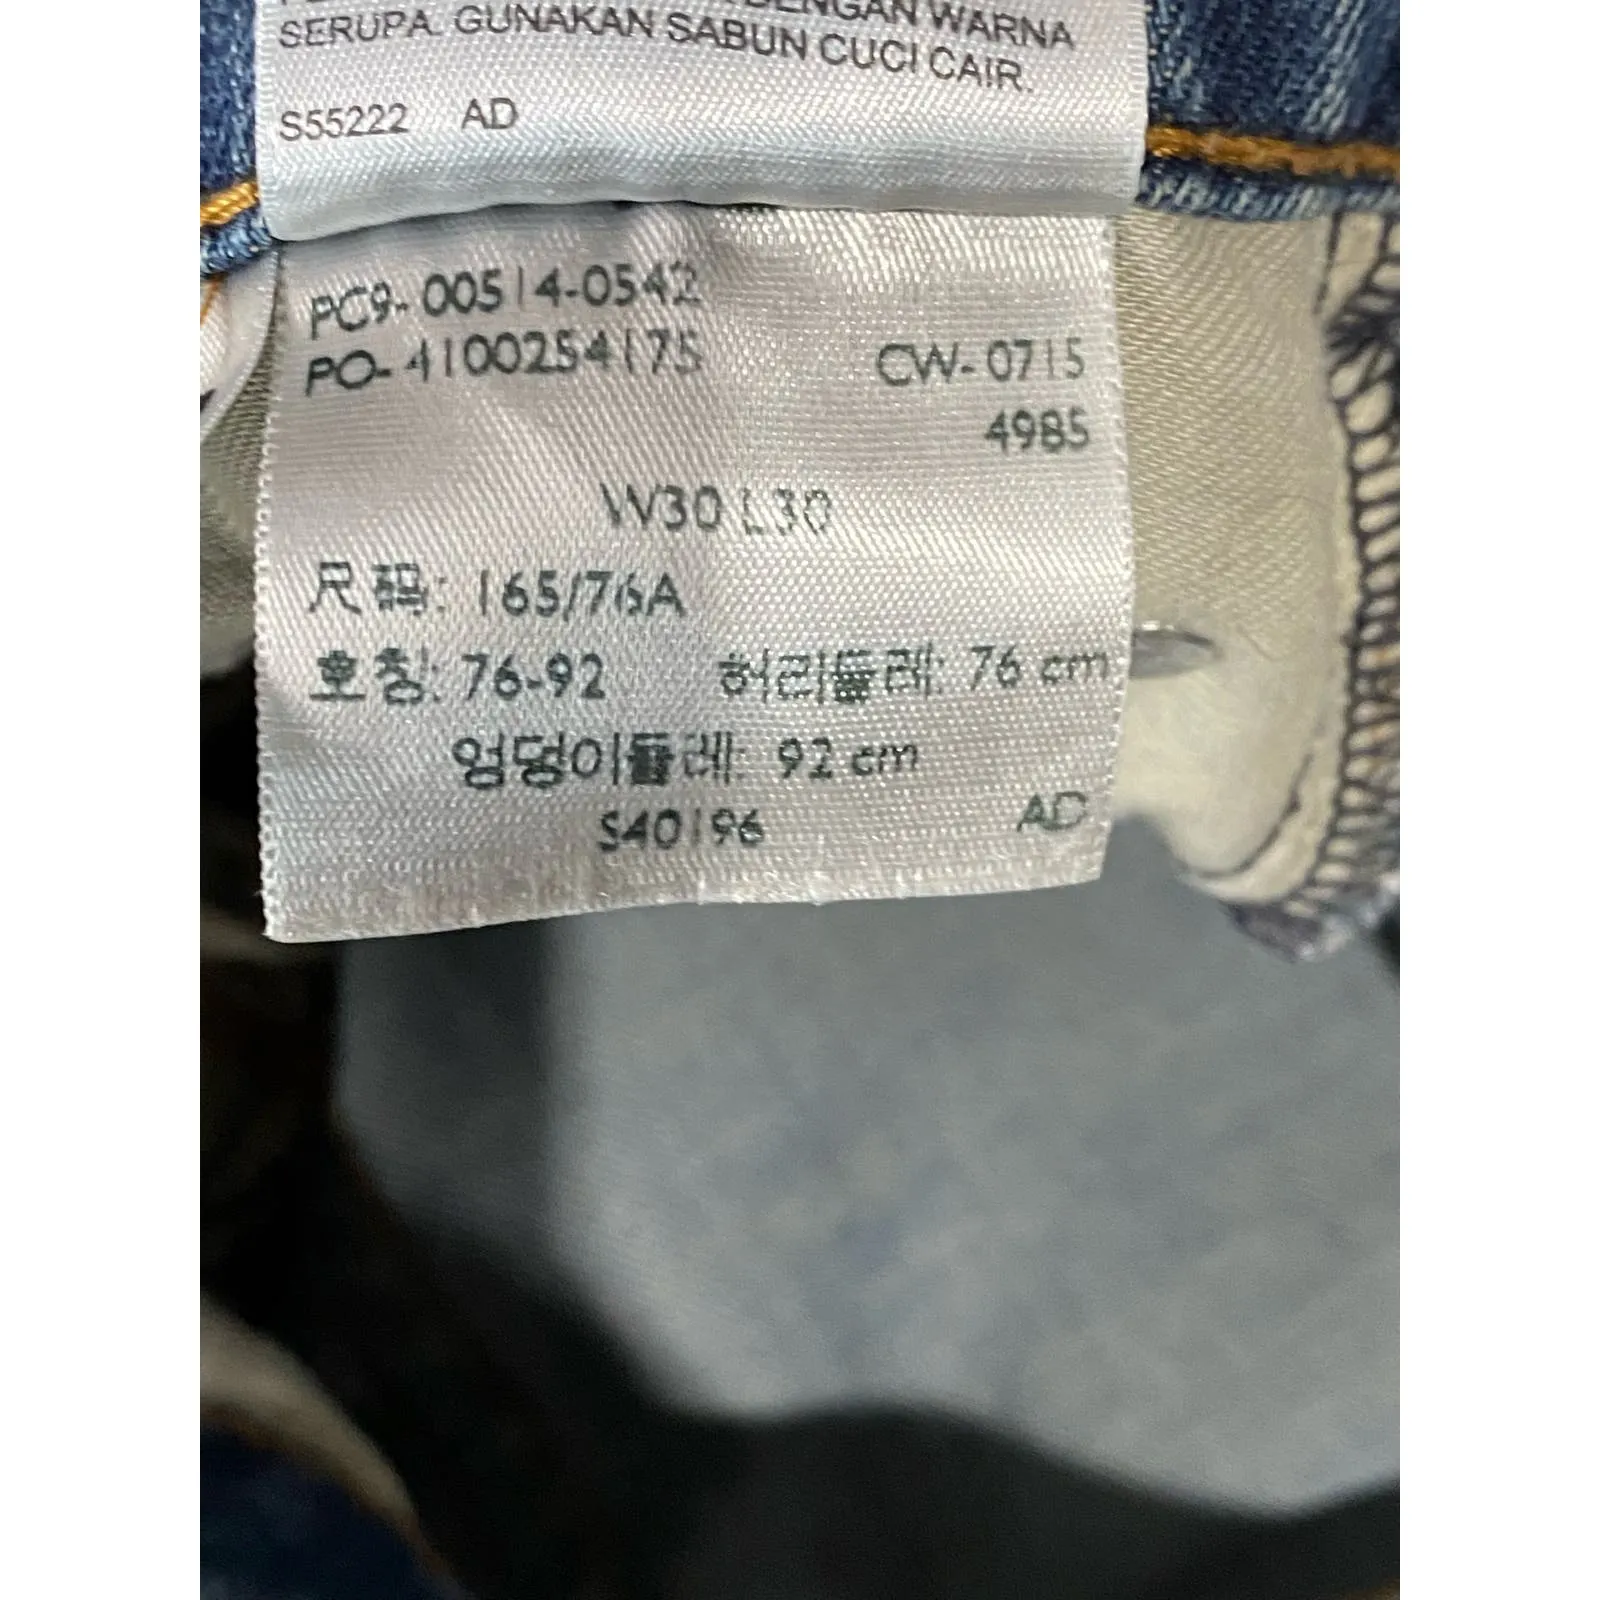 DENGAN WARNA
SERUPA. GUNAKAN SABUN CUCI CAIR.
S55222 AD
PC9-00514-0542
PO-4100254175 CW-0715
4985
W30 L30
尺码: 165/76A
호칭: 76-92 허리둘레: 76 cm
엉덩이둘레: 92 cm
S40196 AD